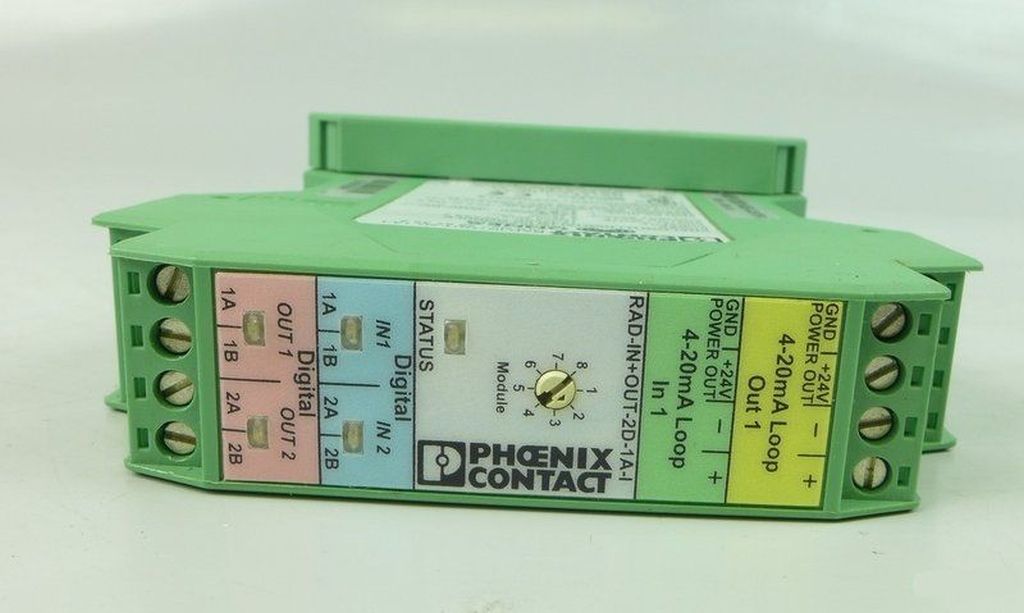 1A | 1B
OUT 1
Digital
2A | 2B
OUT 2
1A | 1B
IN1
Digital
2A | 2B
IN 2
STATUS
Module
1
2
3
4
5
6
7
8
PHŒNIX
CONTACT
RAD-IN+OUT-2D-1A-I
GND | +24V
POWER OUT
− | +
4-20mA Loop
In 1
GND | +24V
POWER OUT
− | +
4-20mA Loop
Out 1